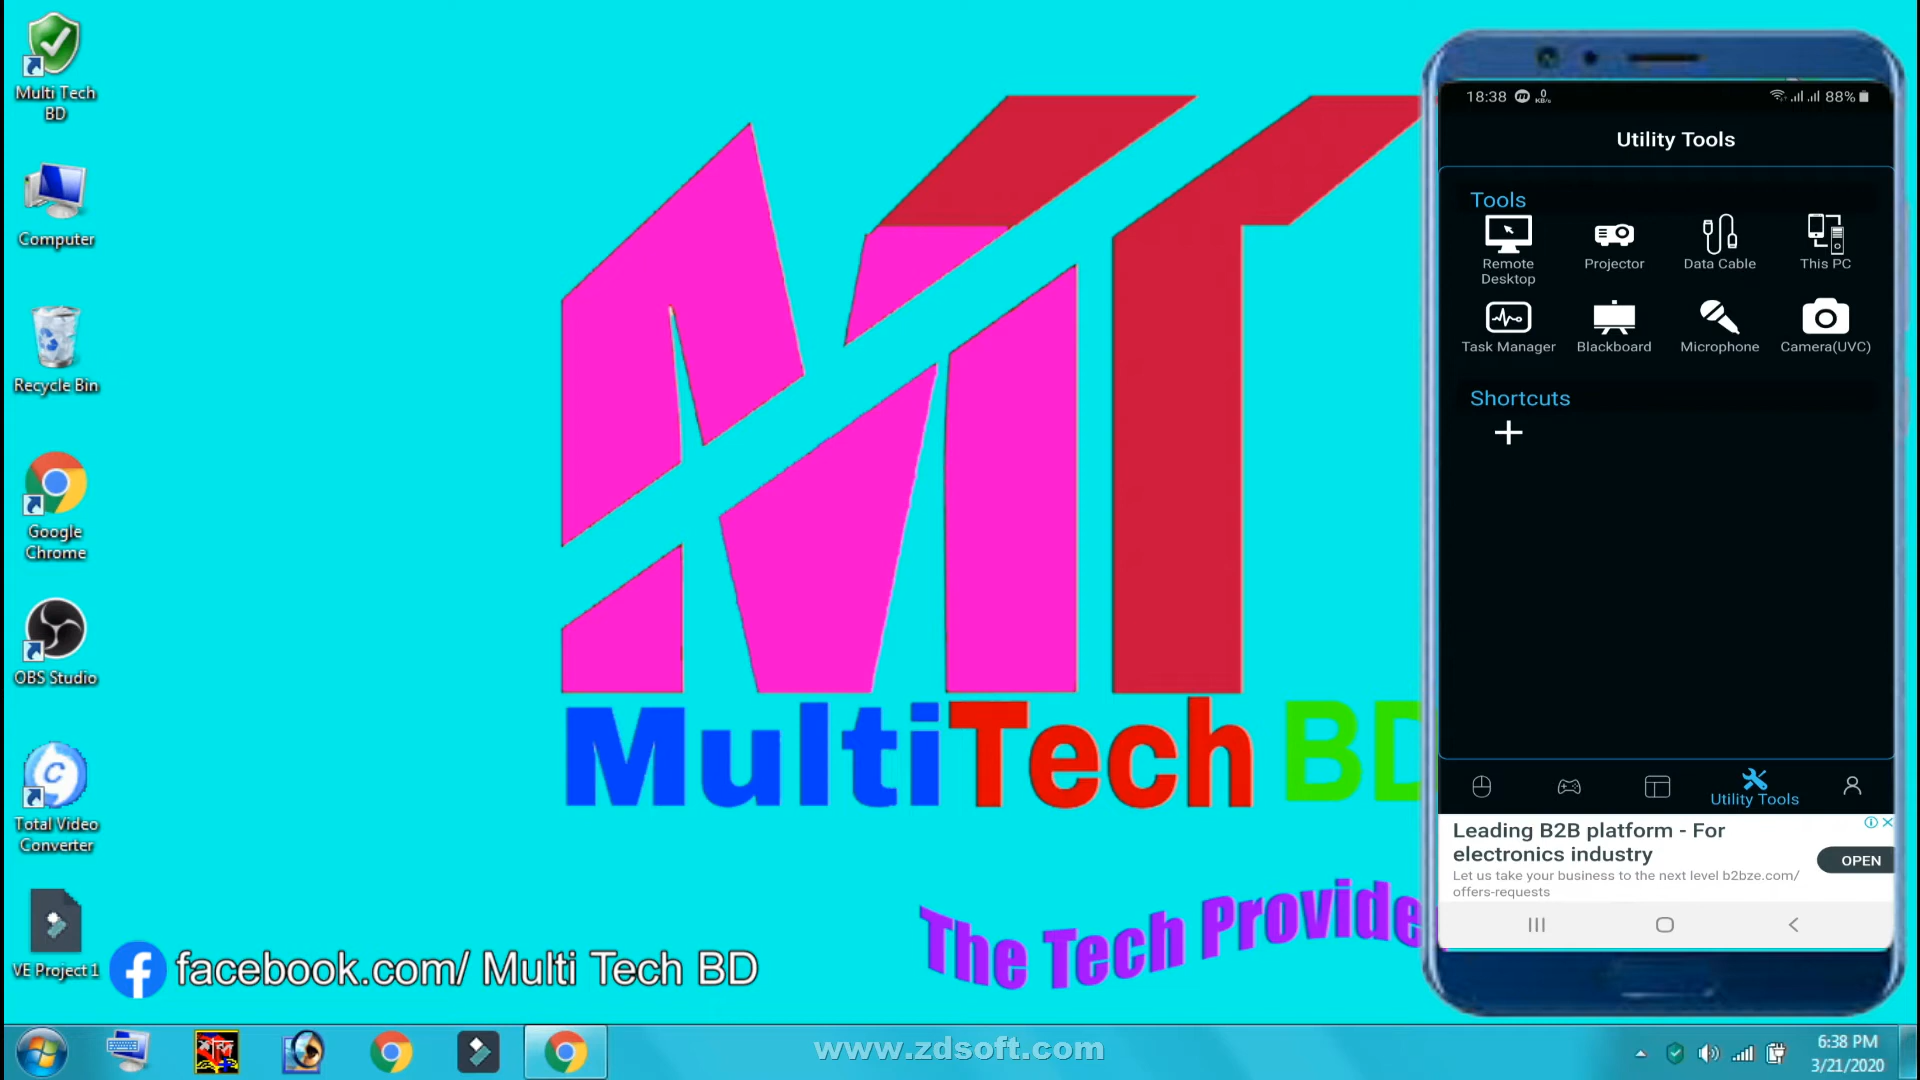 Multi Tech
BD
Computer
Recycle Bin
Google
Chrome
OBS Studio
Total Video
Converter
VE Project 1
MultiTech BD
The Tech Provide
facebook.com/ Multi Tech BD
18:38
0
KB/s
88%
Utility Tools
Tools
Remote
Desktop
Projector
Data Cable
This PC
Task Manager
Blackboard
Microphone
Camera(UVC)
Shortcuts
Utility Tools
Leading B2B platform - For
electronics industry
Let us take your business to the next level b2bze.com/
offers-requests
OPEN
www.zdsoft.com
6:38 PM
3/21/2020